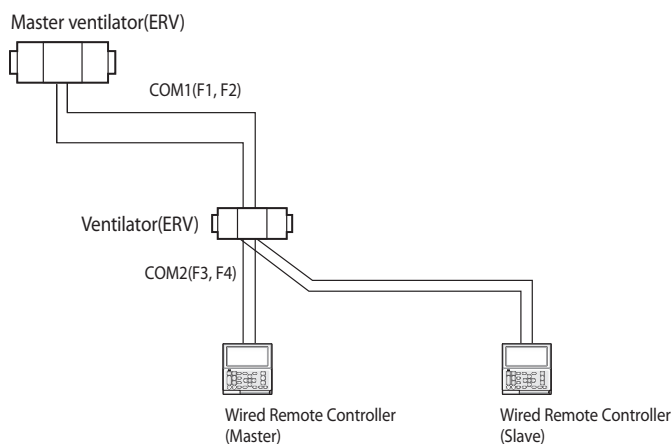 Master ventilator(ERV)
COM1(F1, F2)
Ventilator(ERV)
COM2(F3, F4)
Wired Remote Controller
(Master)
Wired Remote Controller
(Slave)